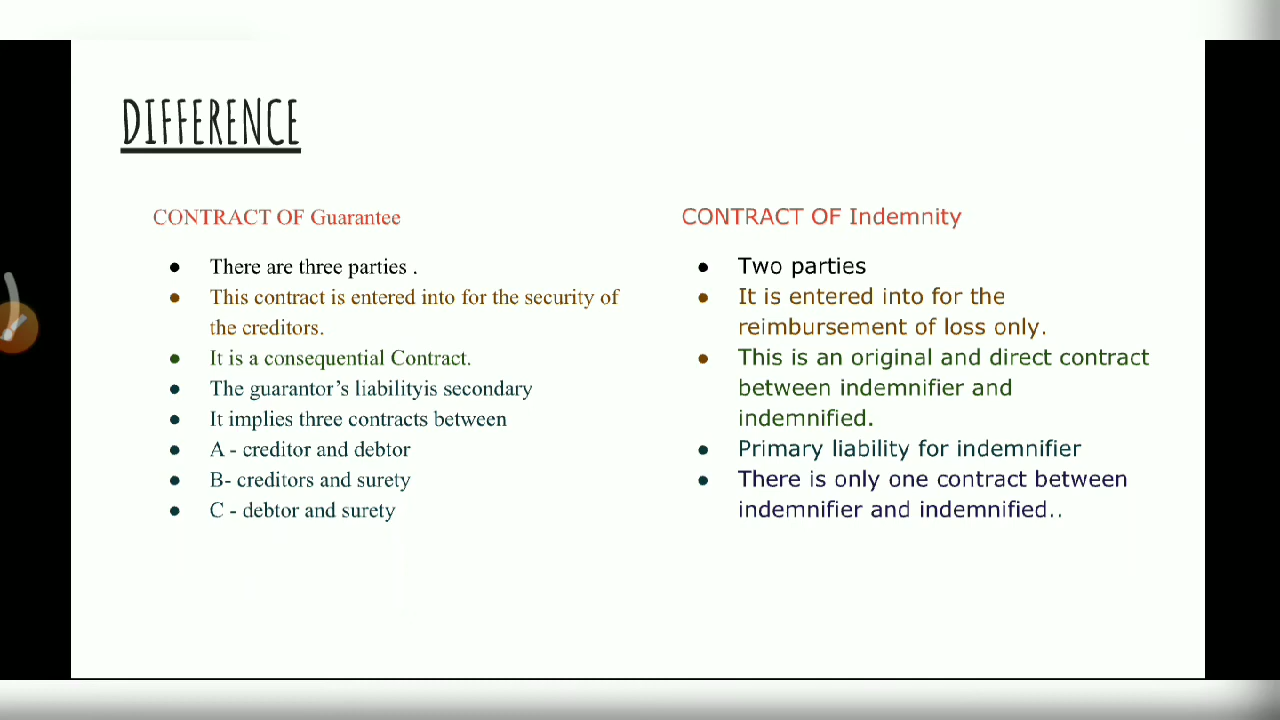 DIFFERENCE
CONTRACT OF Guarantee
● There are three parties .
● This contract is entered into for the security of
the creditors.
● It is a consequential Contract.
● The guarantor’s liabilityis secondary
● It implies three contracts between
● A - creditor and debtor
● B- creditors and surety
● C - debtor and surety
CONTRACT OF Indemnity
● Two parties
● It is entered into for the
reimbursement of loss only.
● This is an original and direct contract
between indemnifier and
indemnified.
● Primary liability for indemnifier
● There is only one contract between
indemnifier and indemnified..